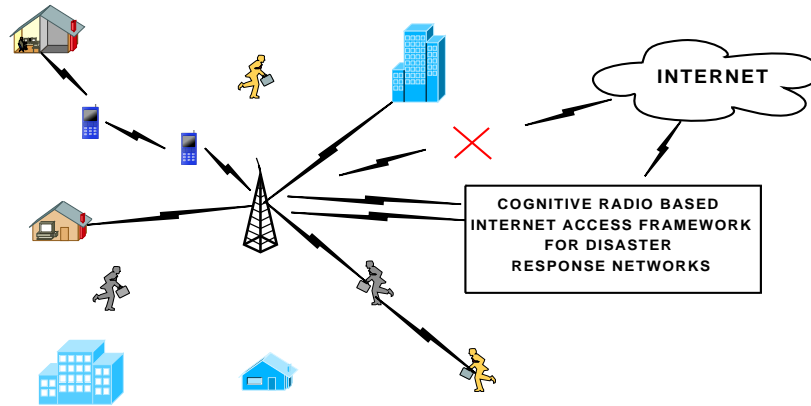 INTERNET
COGNITIVE RADIO BASED
INTERNET ACCESS FRAMEWORK
FOR DISASTER
RESPONSE NETWORKS